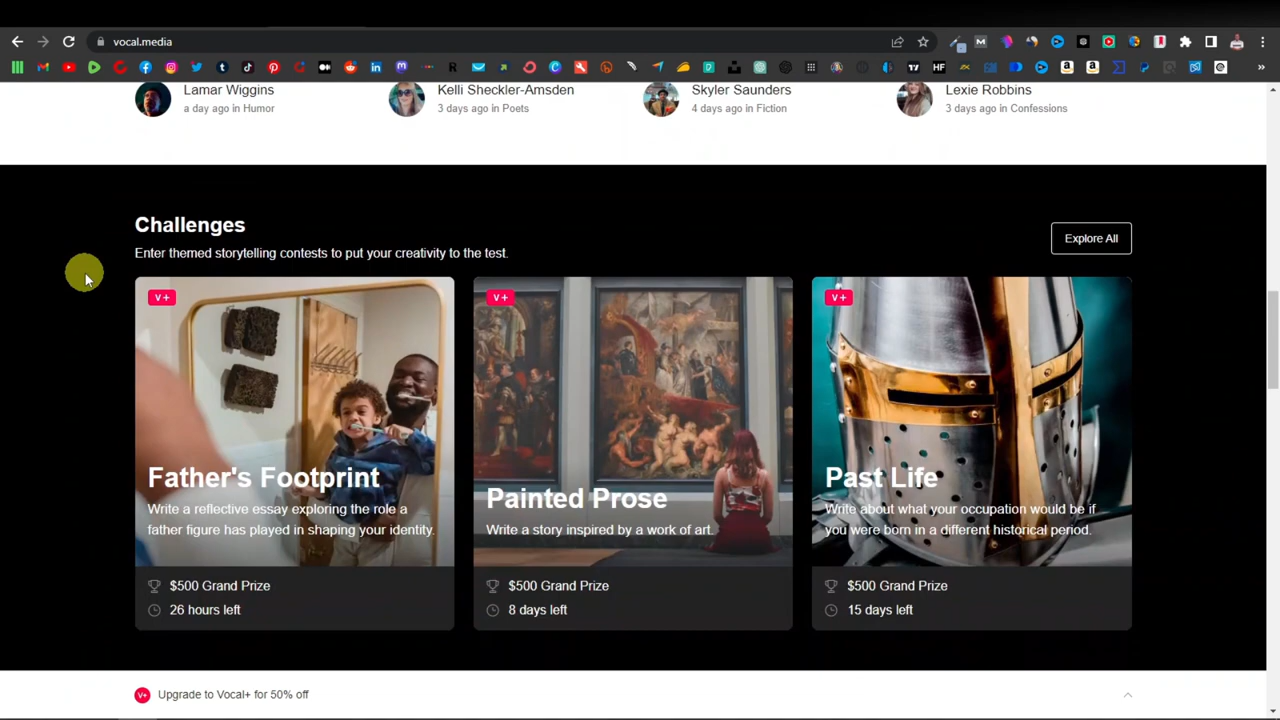 vocal.media
Lamar Wiggins
a day ago in Humor
Kelli Sheckler-Amsden
3 days ago in Poets
Skyler Saunders
4 days ago in Fiction
Lexie Robbins
3 days ago in Confessions
Challenges
Enter themed storytelling contests to put your creativity to the test.
Explore All
V+
Father's Footprint
Write a reflective essay exploring the role a
father figure has played in shaping your identity.
$500 Grand Prize
26 hours left
V+
Painted Prose
Write a story inspired by a work of art.
$500 Grand Prize
8 days left
V+
Past Life
Write about what your occupation would be if
you were born in a different historical period.
$500 Grand Prize
15 days left
V+ Upgrade to Vocal+ for 50% off